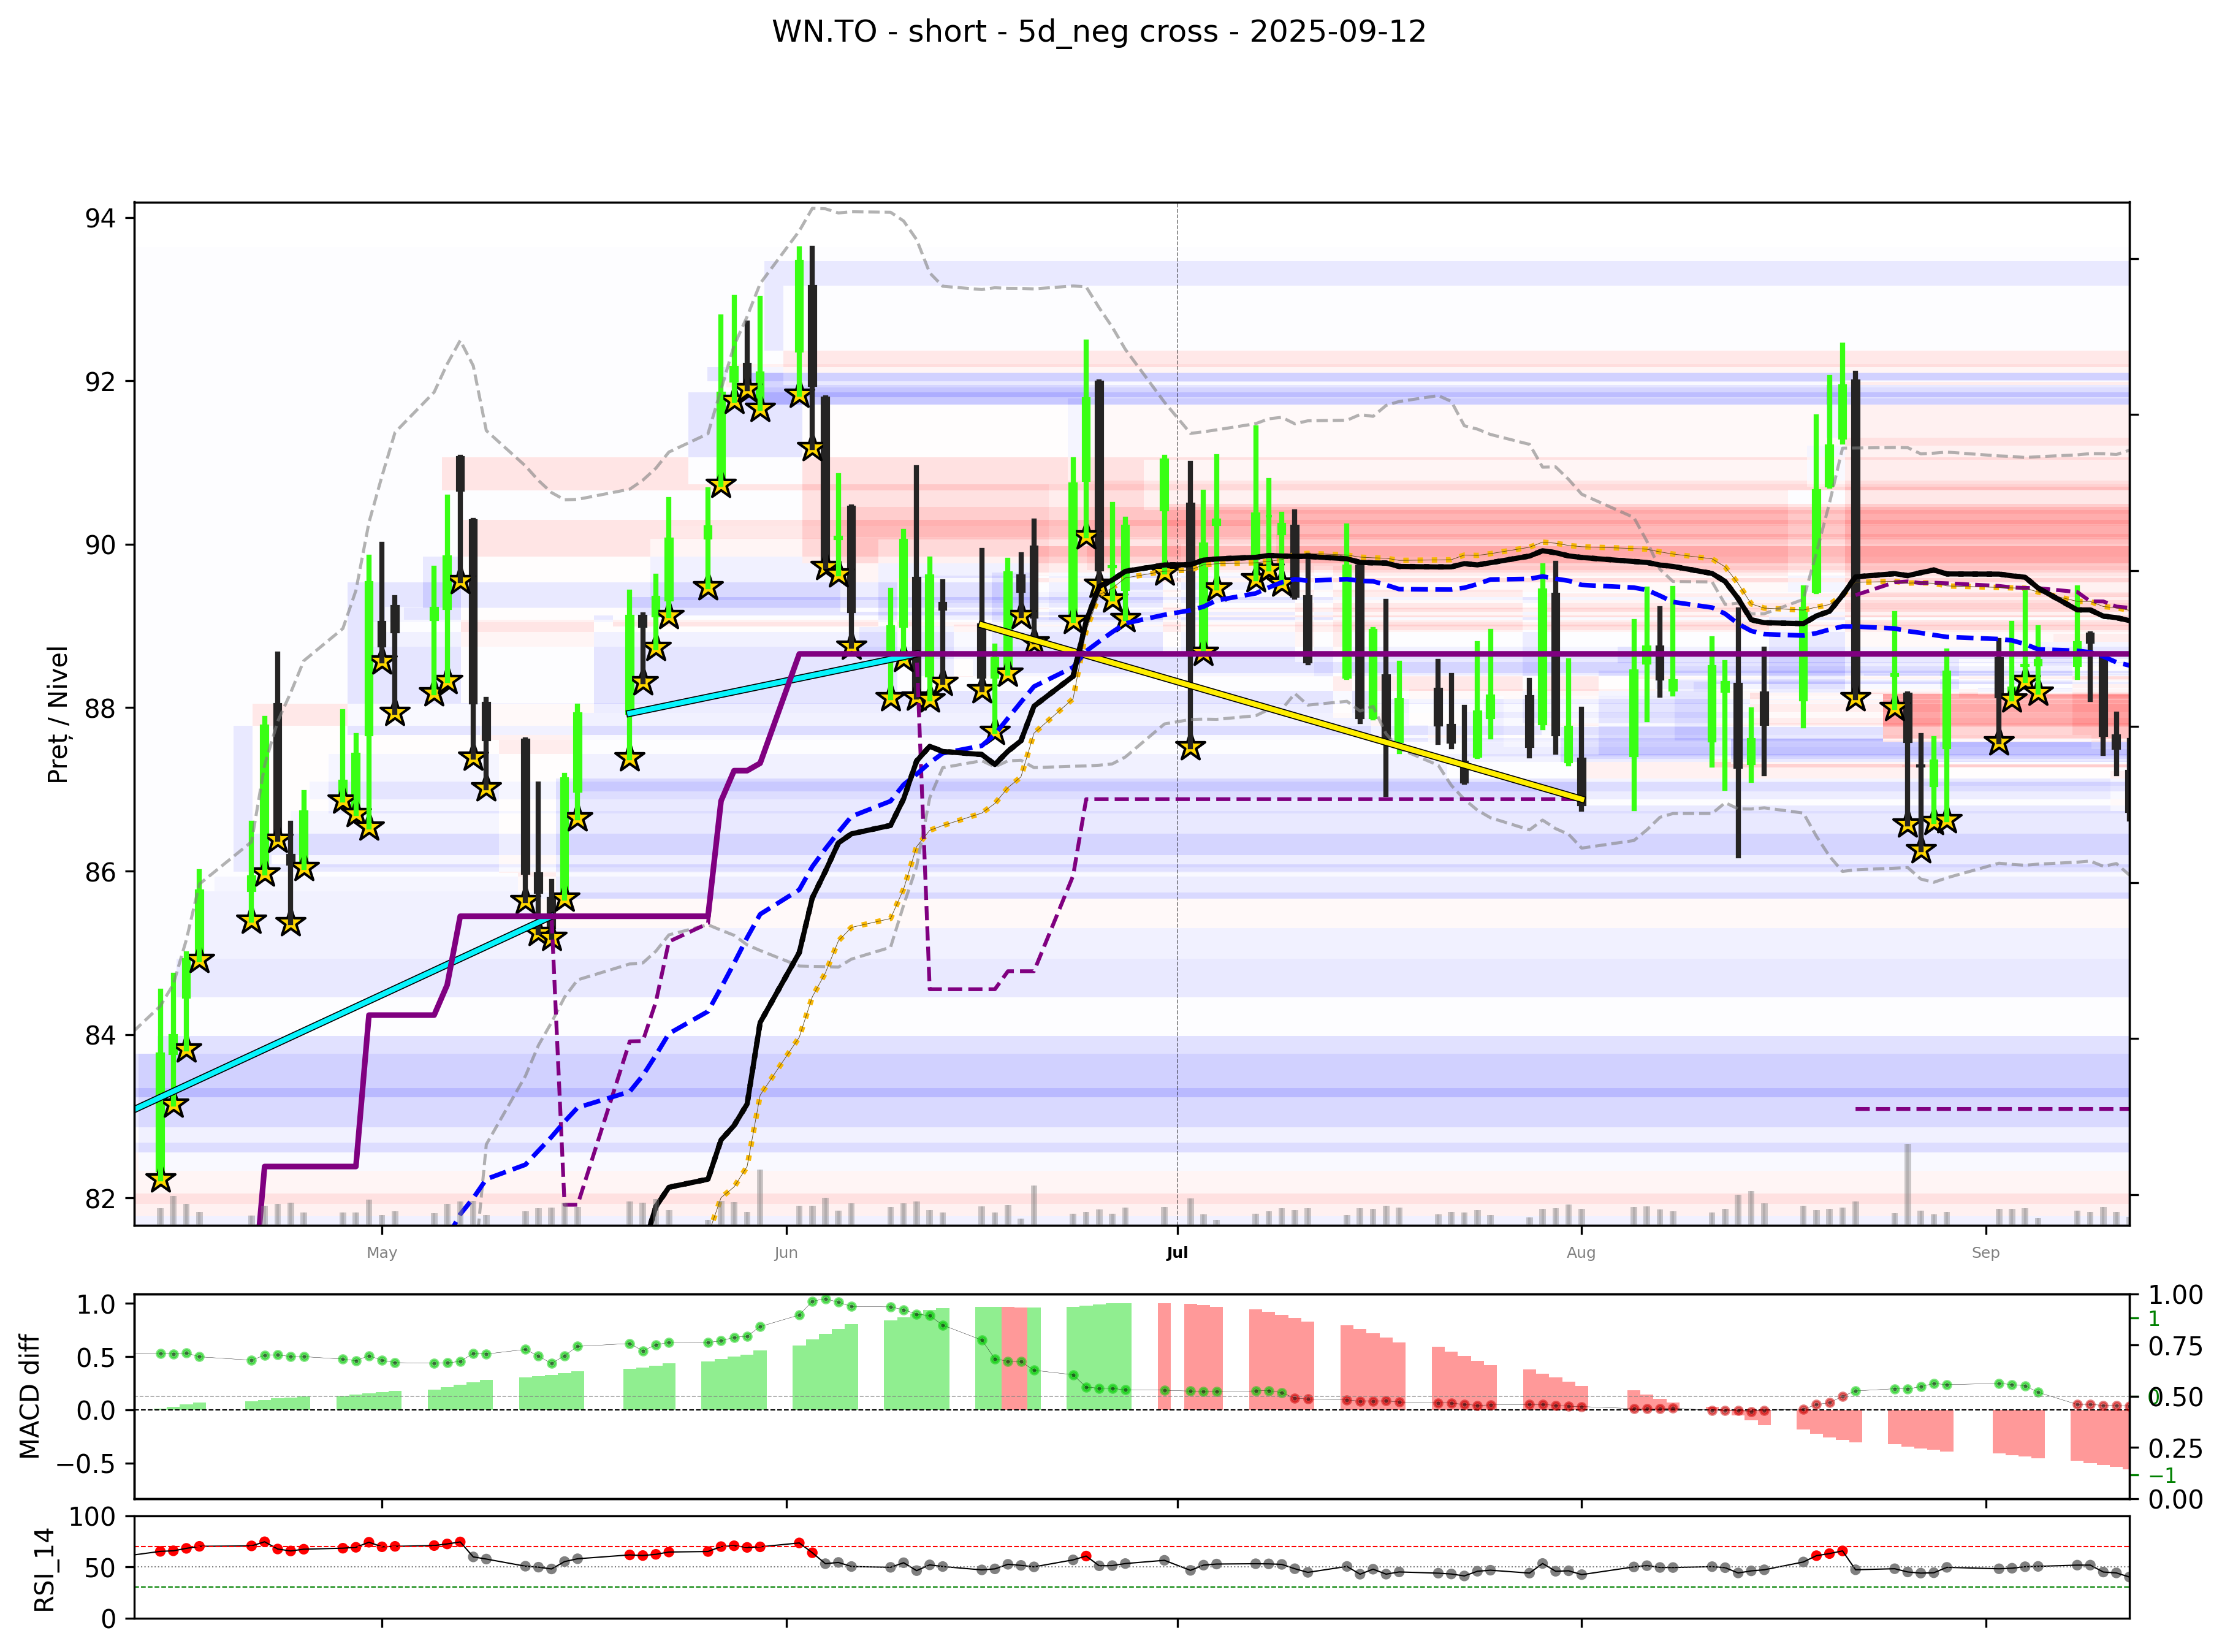 WN.TO - short - 5d_neg cross - 2025-09-12
Preț / Nivel
94
92
90
88
86
84
82
May
Jun
Jul
Aug
Sep
MACD diff
1.0
0.5
0.0
−0.5
1.00
0.75
0.50
0.25
0.00
1
0
−1
RSI_14
100
50
0